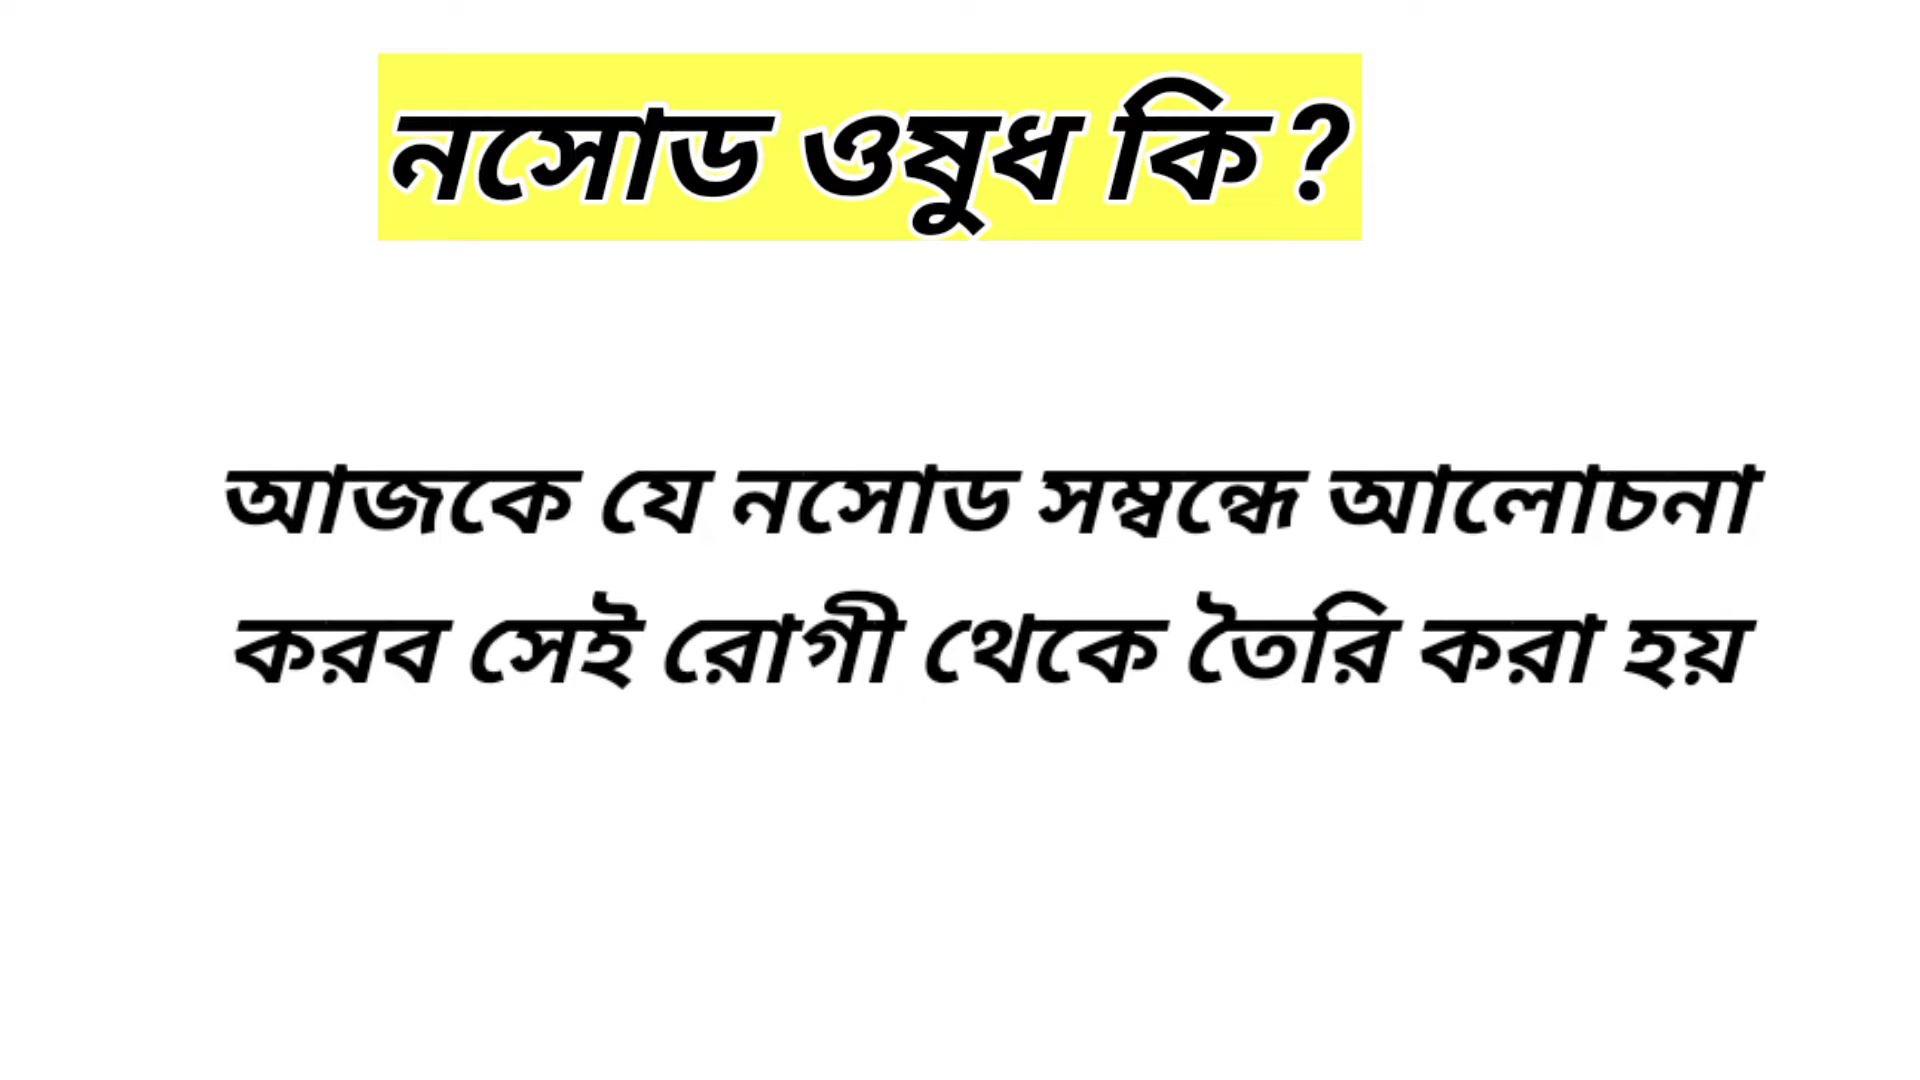 নসোড ওষুধ কি ?
আজকে যে নসোড সম্বন্ধে আলোচনা
করব সেই রোগী থেকে তৈরি করা হয়